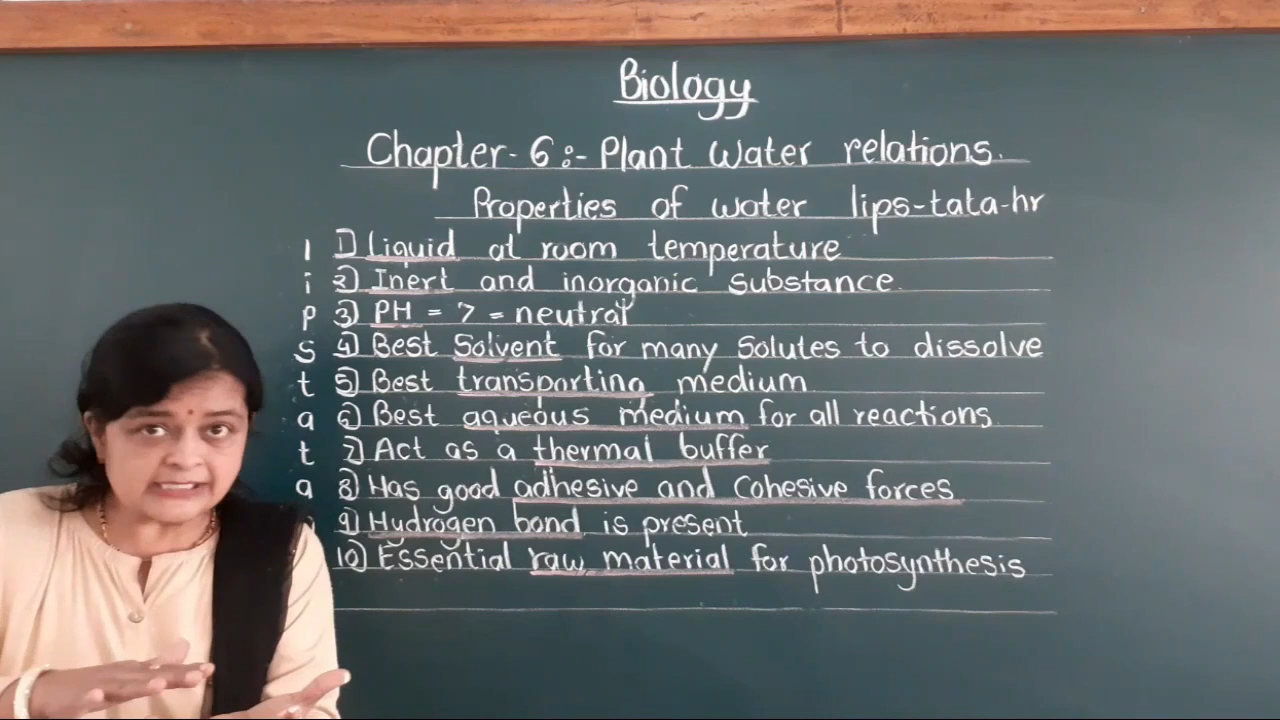 Biology
Chapter-6:- Plant Water relations.
Properties of water lips-tata-hr
l 1) Liquid at room temperature
i 2) Inert and inorganic substance.
p 3) PH = 7 = neutral
s 4) Best Solvent for many solutes to dissolve
t 5) Best transporting medium
a 6) Best aqueous medium for all reactions.
t 7) Act as a thermal buffer
a 8) Has good adhesive and Cohesive forces
9) Hydrogen bond is present
10) Essential raw material for photosynthesis